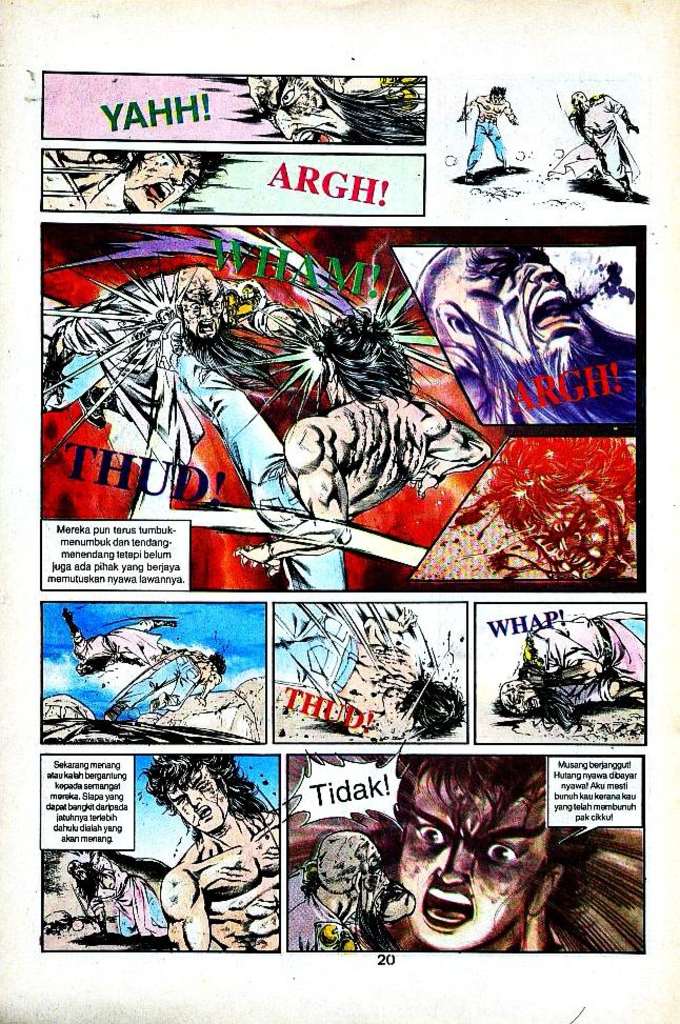 YAHH!
ARGH!
WHAM!
ARGH!
THUD!
Mereka pun terus tumbuk-
menumbuk dan tendang-
menendang tetapi belum
juga ada pihak yang berjaya
memutuskan nyawa lawannya.
THUD!
WHAP!
Sekarang menang
atau kalah bergantung
kepada semangat
mereka. Siapa yang
dapat bangkit daripada
jatuhnya terlebih
dahulu dialah yang
akan menang.
Tidak!
Musang berjanggut!
Hutang nyawa dibayar
nyawa! Aku mesti
bunuh kau kerana kau
yang telah membunuh
pak cikku!
20